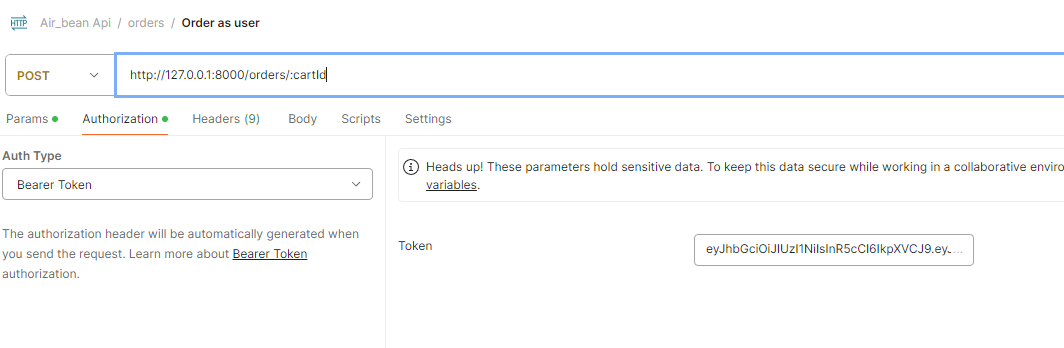 HTTP Air_bean Api / orders / Order as user
POST http://127.0.0.1:8000/orders/:cartId
Params Authorization Headers (9) Body Scripts Settings
Auth Type
Bearer Token
Heads up! These parameters hold sensitive data. To keep this data secure while working in a collaborative enviro
variables.
The authorization header will be automatically generated when
you send the request. Learn more about Bearer Token
authorization.
Token
eyJhbGciOiJIUzI1NiIsInR5cCI6IkpXVCJ9.eyJ...